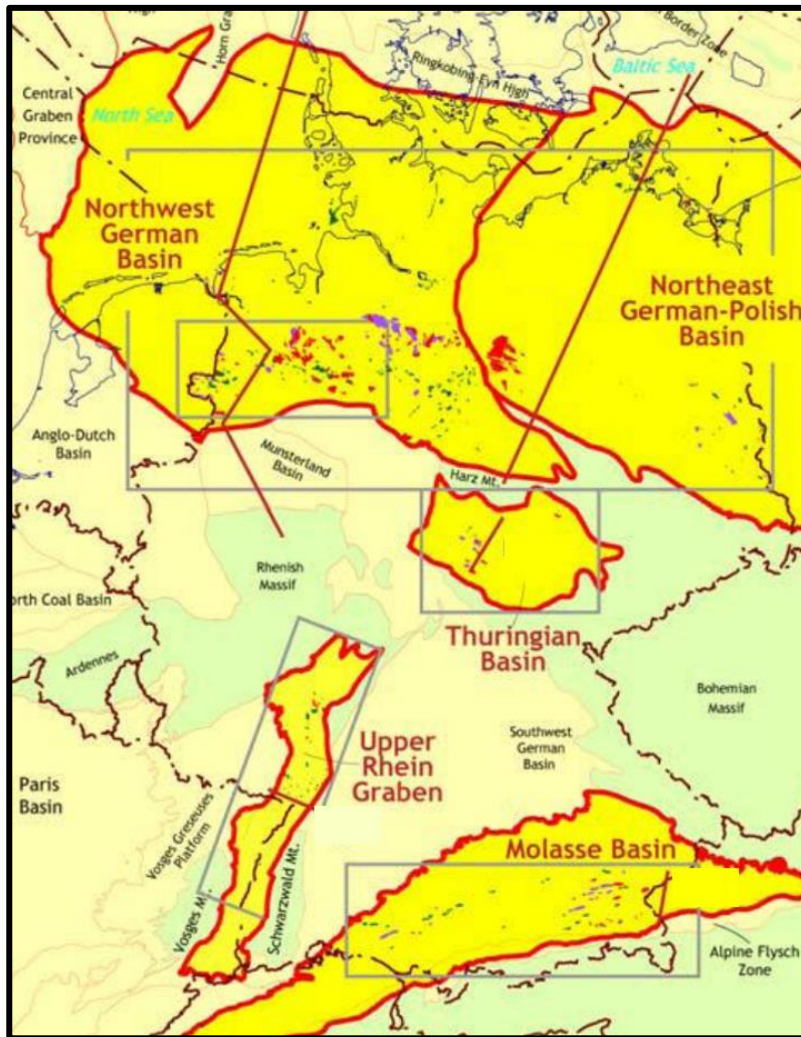 High
Horn Gra
Border Zone
Ringkobing-Fyn High
Baltic Sea
Central
Graben
Province
North Sea
Northwest
German
Basin
Northeast
German-Polish
Basin
Anglo-Dutch
Basin
Munsterland
Basin
Harz Mt.
Rhenish
Massif
orth Coal Basin
Ardennes
Thuringian
Basin
Bohemian
Massif
Southwest
German
Basin
Upper
Rhein
Graben
Paris
Basin
Vosges Greseuses
Platform
Vosges M..
Schwarzwald Mt.
Molasse Basin
Alpine Flysch
Zone